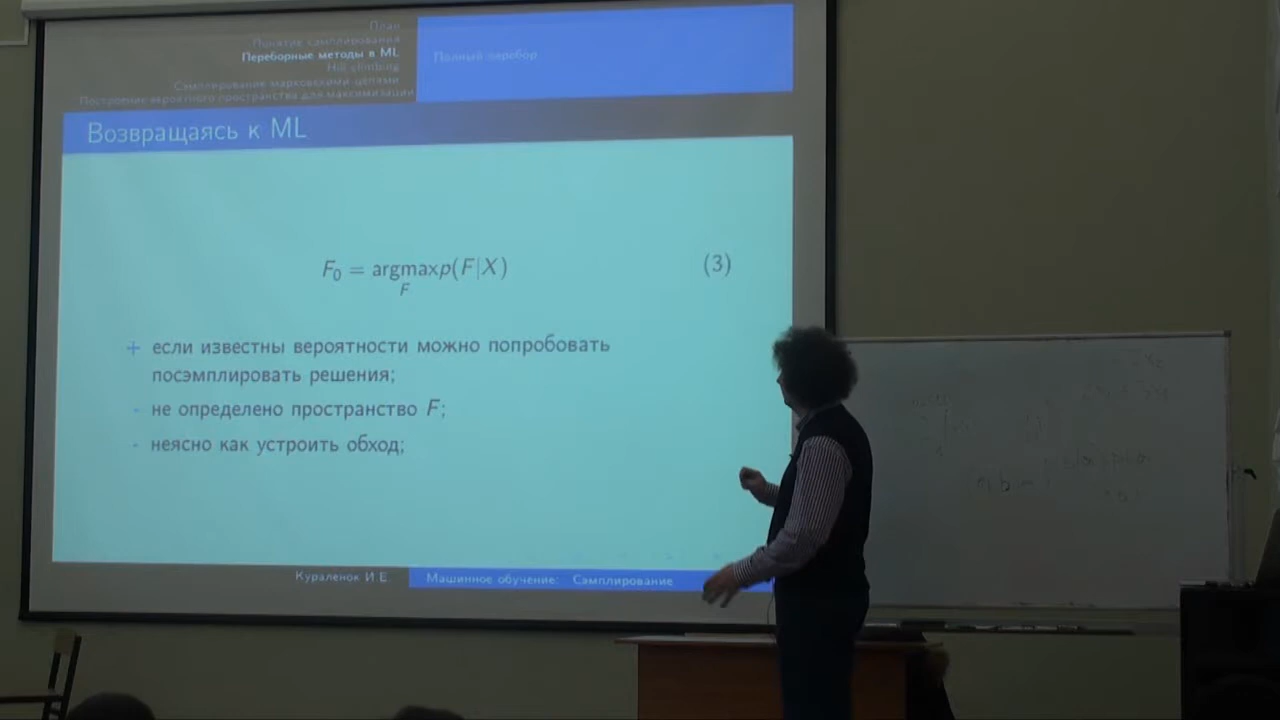 План
Понятие сэмплирования
Переборные методы в ML
Hill climbing
Сэмплирование марковскими цепями
Построение вероятного пространства для максимизации
Полный перебор
Возвращаясь к ML
F₀ = argmax p(F|X) (3)
F
+ если известны вероятности можно попробовать
посэмплировать решения;
- не определено пространство F;
- неясно как устроить обход;
Кураленок И.Е. Машинное обучение: Сэмплирование